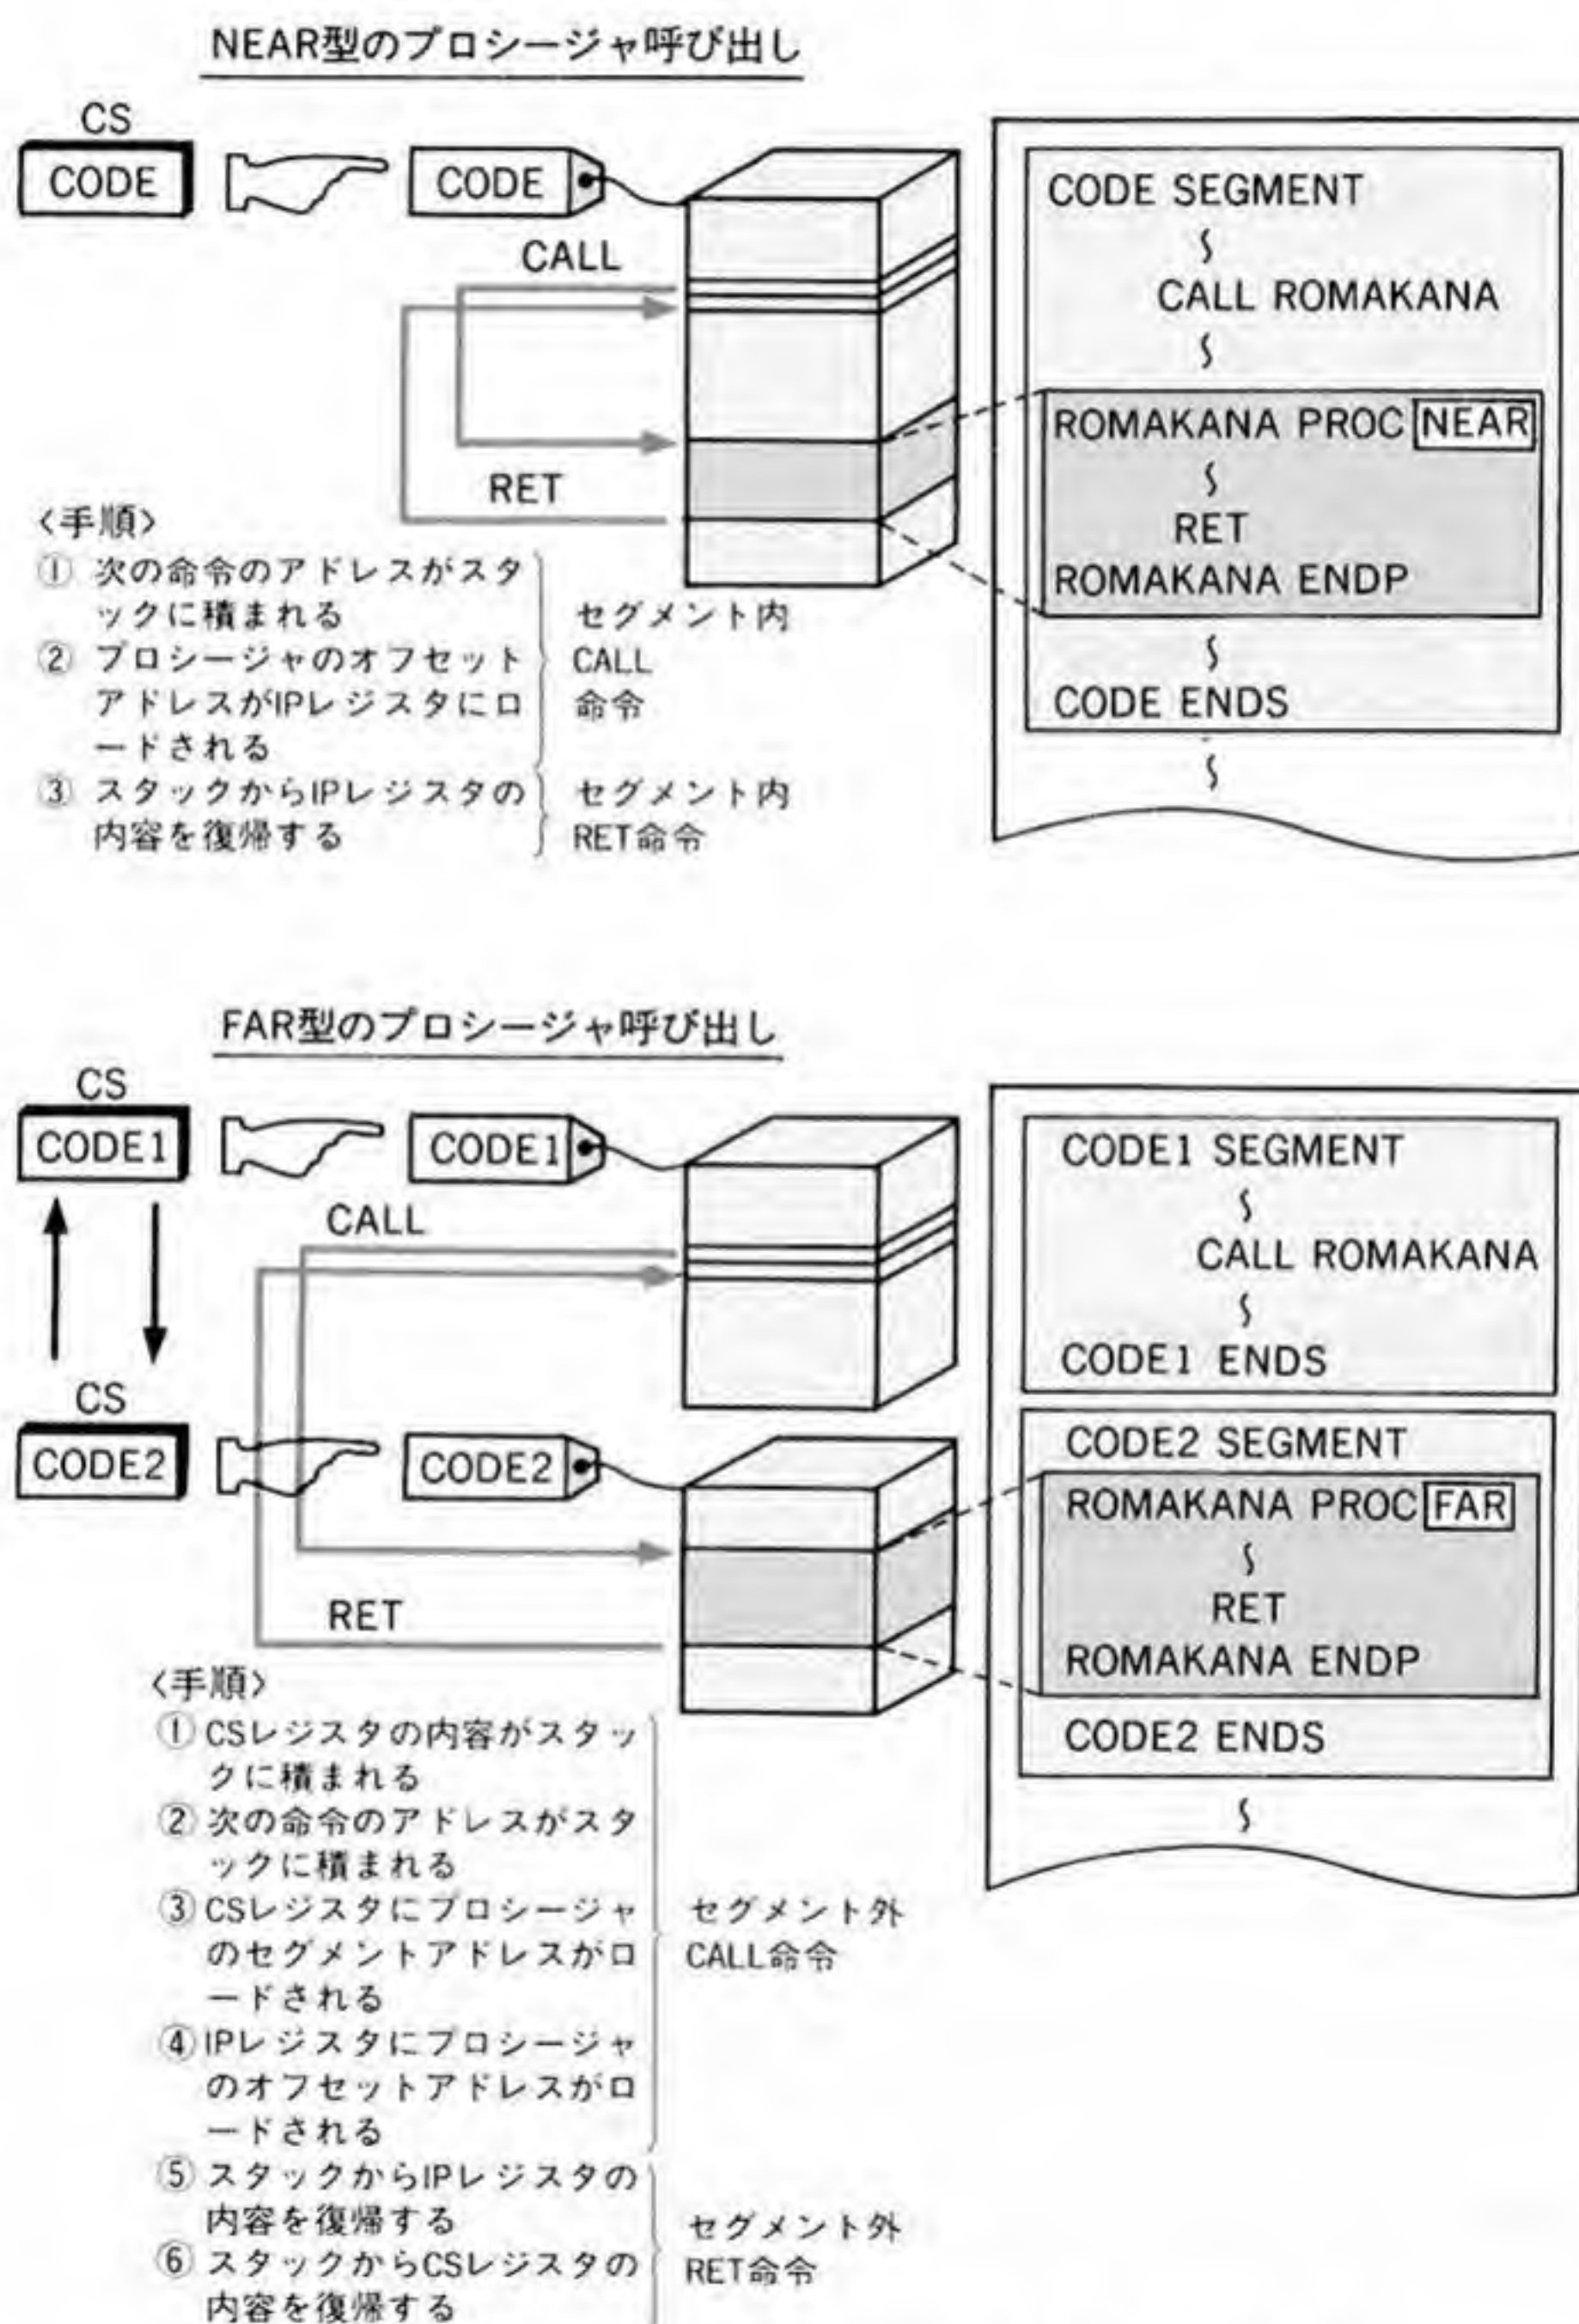 NEAR型のプロシージャ呼び出し
CS
CODE
CODE
CALL
RET
CODE SEGMENT
CALL ROMAKANA
ROMAKANA PROC NEAR
RET
ROMAKANA ENDP
CODE ENDS
〈手順〉
① 次の命令のアドレスがスタ
ックに積まれる
② プロシージャのオフセット
アドレスがIPレジスタにロ
ードされる
セグメント内
CALL
命令
③ スタックからIPレジスタの
内容を復帰する
セグメント内
RET命令
FAR型のプロシージャ呼び出し
CS
CODE1
CODE1
CALL
CS
CODE2
CODE2
RET
CODE1 SEGMENT
CALL ROMAKANA
CODE1 ENDS
CODE2 SEGMENT
ROMAKANA PROC FAR
RET
ROMAKANA ENDP
CODE2 ENDS
〈手順〉
① CSレジスタの内容がスタッ
クに積まれる
② 次の命令のアドレスがスタ
ックに積まれる
③ CSレジスタにプロシージャ
のセグメントアドレスがロ
ードされる
④ IPレジスタにプロシージャ
のオフセットアドレスがロ
ードされる
セグメント外
CALL命令
⑤ スタックからIPレジスタの
内容を復帰する
⑥ スタックからCSレジスタの
内容を復帰する
セグメント外
RET命令